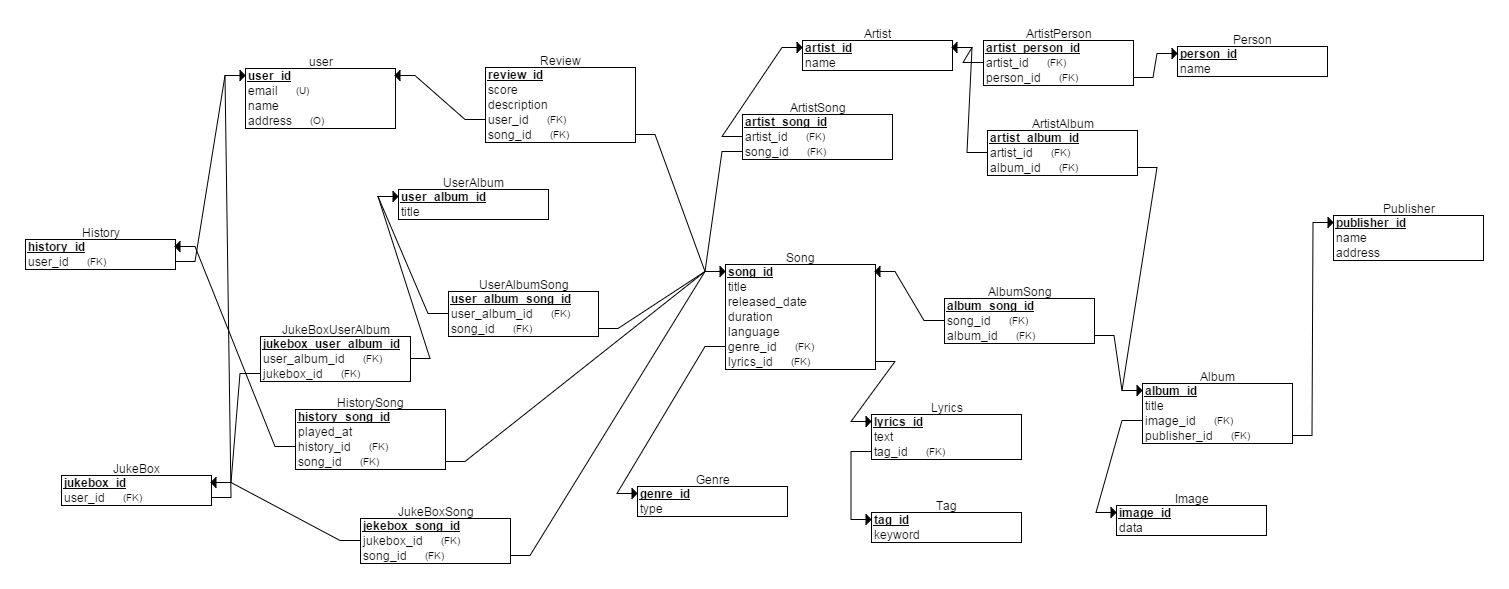 user
user_id
email (U)
name
address (O)
Review
review_id
score
description
user_id (FK)
song_id (FK)
Artist
artist_id
name
ArtistPerson
artist_person_id
artist_id (FK)
person_id (FK)
Person
person_id
name
ArtistSong
artist_song_id
artist_id (FK)
song_id (FK)
ArtistAlbum
artist_album_id
artist_id (FK)
album_id (FK)
UserAlbum
user_album_id
title
Publisher
publisher_id
name
address
History
history_id
user_id (FK)
Song
song_id
title
released_date
duration
language
genre_id (FK)
lyrics_id (FK)
UserAlbumSong
user_album_song_id
user_album_id (FK)
song_id (FK)
AlbumSong
album_song_id
song_id (FK)
album_id (FK)
JukeBoxUserAlbum
jukebox_user_album_id
user_album_id (FK)
jukebox_id (FK)
Album
album_id
title
image_id (FK)
publisher_id (FK)
HistorySong
history_song_id
played_at
history_id (FK)
song_id (FK)
Lyrics
lyrics_id
text
tag_id (FK)
JukeBox
jukebox_id
user_id (FK)
Genre
genre_id
type
Tag
tag_id
keyword
Image
image_id
data
JukeBoxSong
jekebox_song_id
jukebox_id (FK)
song_id (FK)